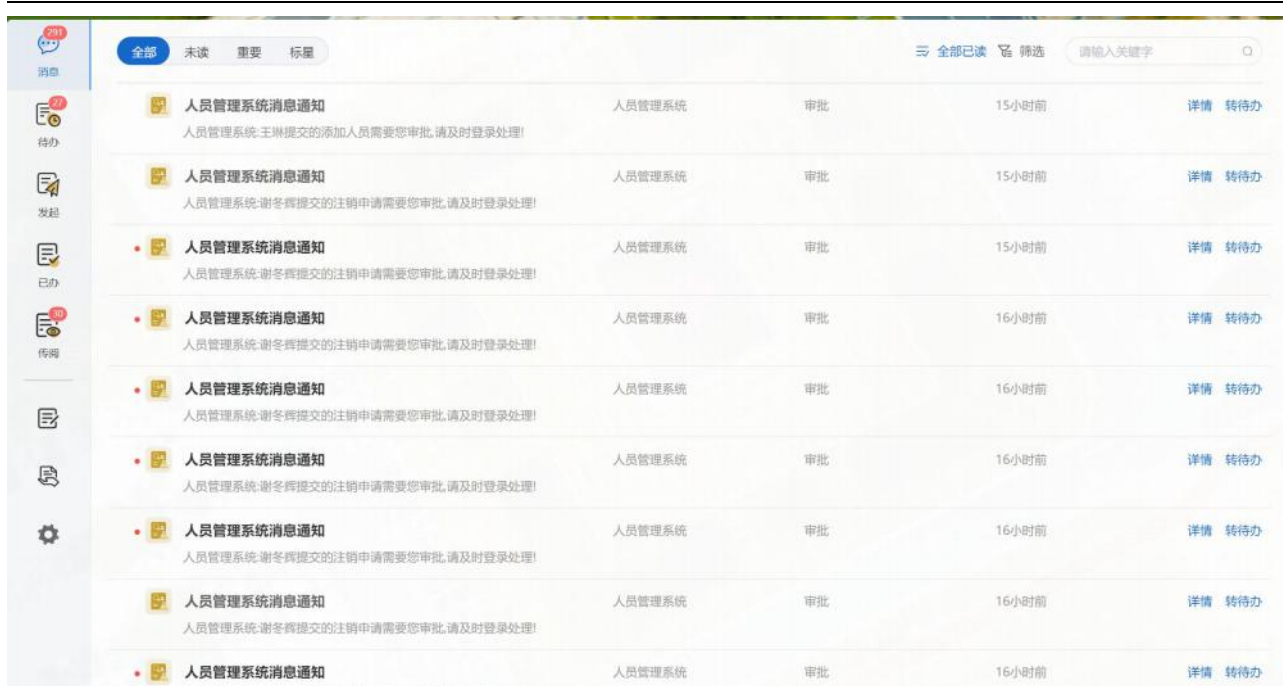 291
消息
27
待办
发起
已办
30
传阅
全部 未读 重要 标星
全部已读 筛选 请输入关键字
人员管理系统消息通知 人员管理系统 审批 15小时前 详情 转待办
人员管理系统:王琳提交的添加人员需要您审批,请及时登录处理!
人员管理系统消息通知 人员管理系统 审批 15小时前 详情 转待办
人员管理系统:谢冬辉提交的注销申请需要您审批,请及时登录处理!
人员管理系统消息通知 人员管理系统 审批 15小时前 详情 转待办
人员管理系统:谢冬辉提交的注销申请需要您审批,请及时登录处理!
人员管理系统消息通知 人员管理系统 审批 16小时前 详情 转待办
人员管理系统:谢冬辉提交的注销申请需要您审批,请及时登录处理!
人员管理系统消息通知 人员管理系统 审批 16小时前 详情 转待办
人员管理系统:谢冬辉提交的注销申请需要您审批,请及时登录处理!
人员管理系统消息通知 人员管理系统 审批 16小时前 详情 转待办
人员管理系统:谢冬辉提交的注销申请需要您审批,请及时登录处理!
人员管理系统消息通知 人员管理系统 审批 16小时前 详情 转待办
人员管理系统:谢冬辉提交的注销申请需要您审批,请及时登录处理!
人员管理系统消息通知 人员管理系统 审批 16小时前 详情 转待办
人员管理系统:谢冬辉提交的注销申请需要您审批,请及时登录处理!
人员管理系统消息通知 人员管理系统 审批 16小时前 详情 转待办